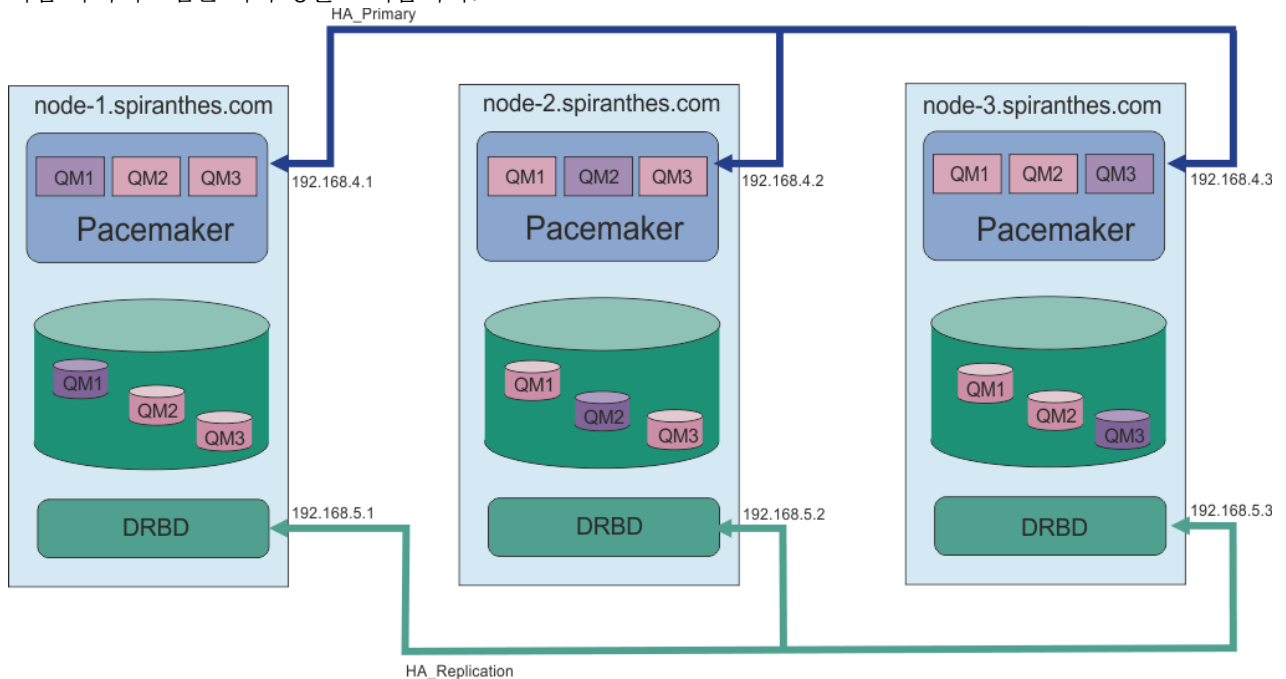 HA_Primary
node-1.spiranthes.com
node-2.spiranthes.com
node-3.spiranthes.com
QM1 QM2 QM3
Pacemaker
192.168.4.1
QM1 QM2 QM3
Pacemaker
192.168.4.2
QM1 QM2 QM3
Pacemaker
192.168.4.3
QM1
QM2
QM3
QM1
QM2
QM3
QM1
QM2
QM3
DRBD
192.168.5.1
DRBD
192.168.5.2
DRBD
192.168.5.3
HA_Replication